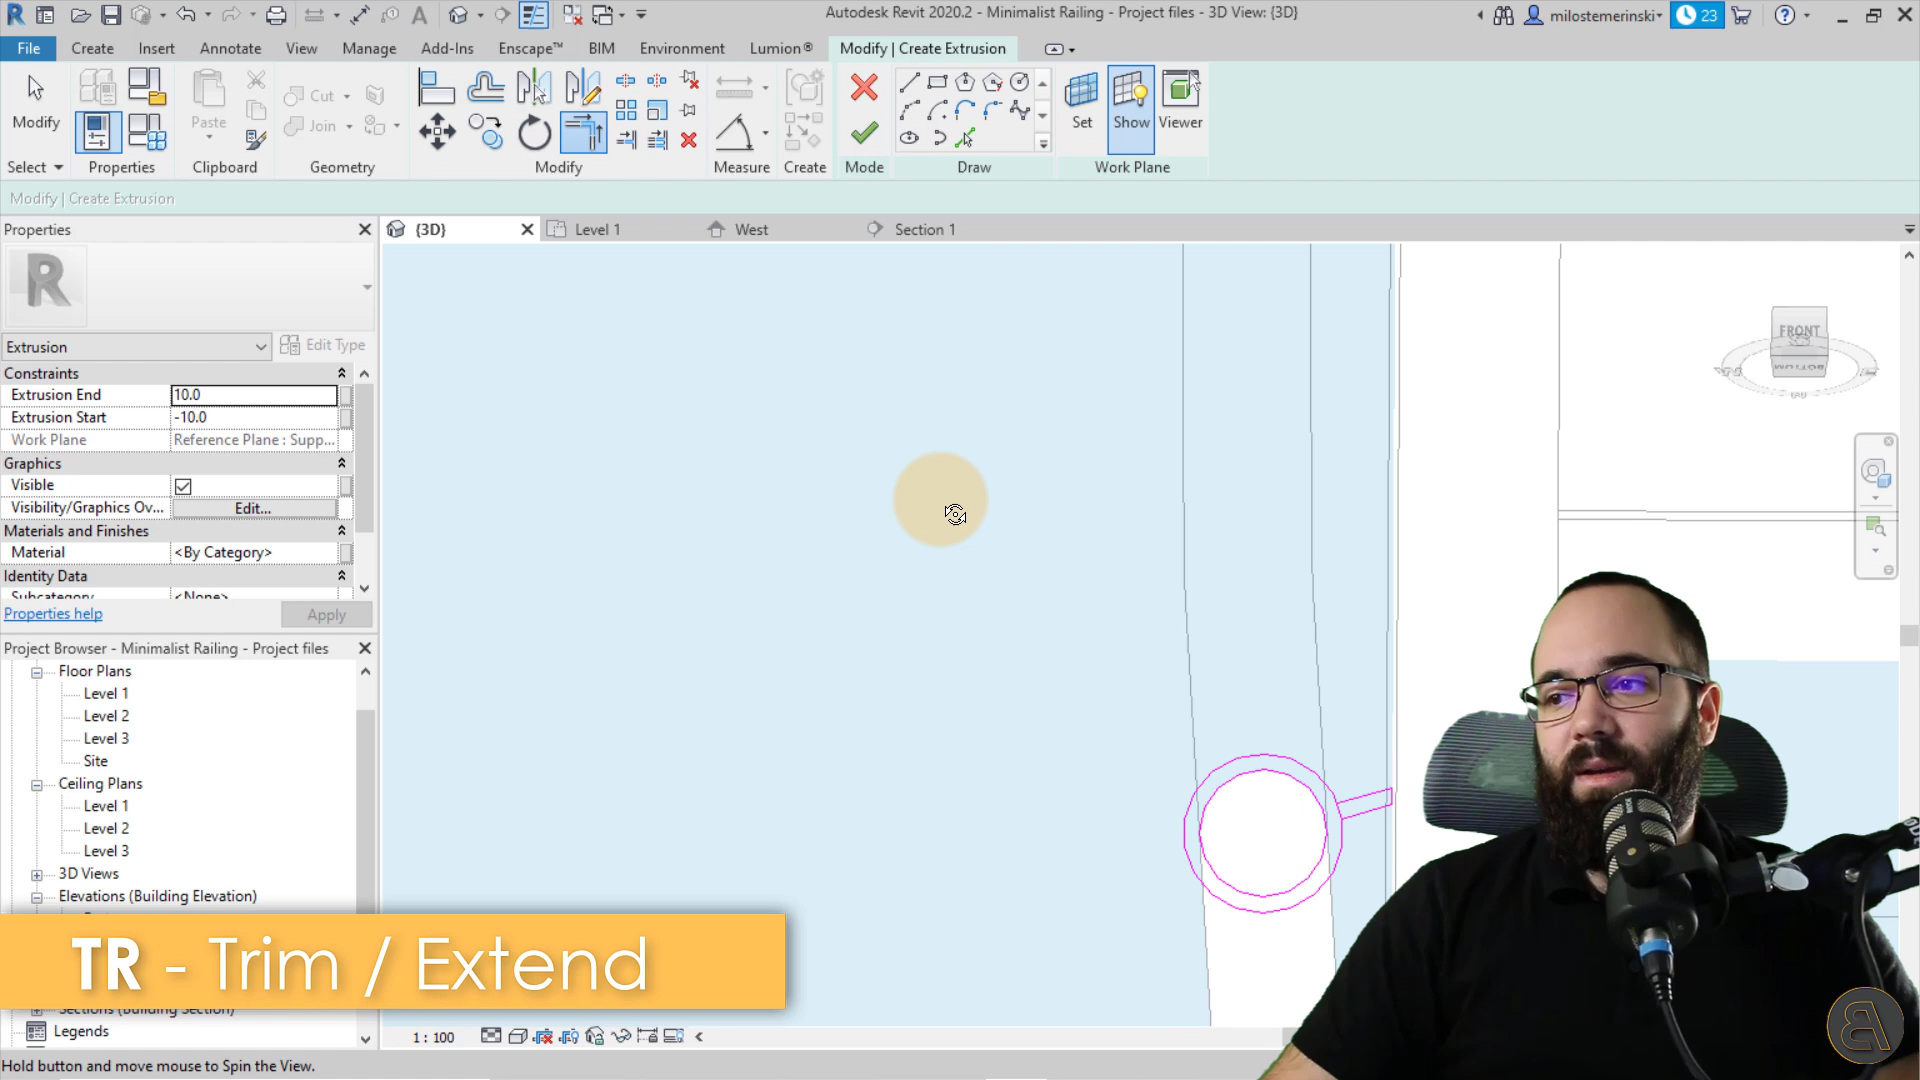 Autodesk Revit 2020.2 - Minimalist Railing - Project files - 3D View: {3D}
milostemerinski
23
File Create Insert Annotate View Manage Add-Ins Enscape™ BIM Environment Lumion® Modify | Create Extrusion
Modify
Paste
Cut
Join
Set
Show
Viewer
Select Properties Clipboard Geometry Modify Measure Create Mode Draw Work Plane
Modify | Create Extrusion
Properties
{3D}
Level 1
West
Section 1
R
Extrusion
Edit Type
Constraints
Extrusion End 10.0
Extrusion Start -10.0
Work Plane Reference Plane : Supp...
Graphics
Visible
Visibility/Graphics Ov... Edit...
Materials and Finishes
Material <By Category>
Identity Data
Subcategory <None>
Properties help
Apply
FRONT
BOTTOM
Project Browser - Minimalist Railing - Project files
Floor Plans
Level 1
Level 2
Level 3
Site
Ceiling Plans
Level 1
Level 2
Level 3
3D Views
Elevations (Building Elevation)
TR - Trim / Extend
Sections (Building Section)
Legends
1 : 100
Hold button and move mouse to Spin the View.